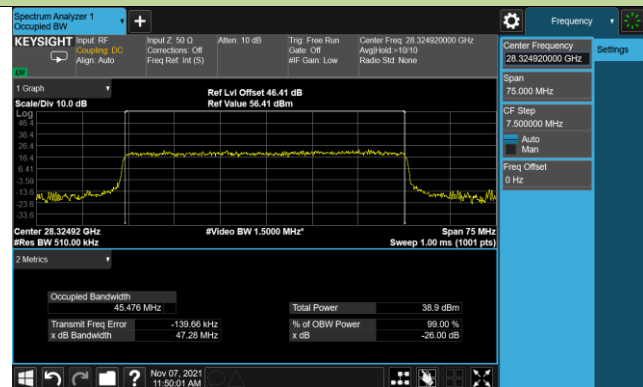 Spectrum Analyzer 1
Occupied BW
Frequency
KEYSIGHT
Input: RF
Coupling: DC
Align: Auto
Input Z: 50 Ω
Corrections: Off
Freq Ref: Int (S)
Atten: 10 dB
Trig: Free Run
Gate: Off
#IF Gain: Low
Center Freq: 28.324920000 GHz
Avg|Hold:>10/10
Radio Std: None
Center Frequency
28.324920000 GHz
Settings
Span
75.000 MHz
CF Step
7.500000 MHz
Auto
Man
Freq Offset
0 Hz
1 Graph
Scale/Div 10.0 dB
Ref Lvl Offset 46.41 dB
Ref Value 56.41 dBm
Log
46.4
36.4
26.4
16.4
6.41
-3.59
-13.6
-23.6
-33.6
Center 28.32492 GHz
#Video BW 1.5000 MHz*
Span 75 MHz
#Res BW 510.00 kHz
Sweep 1.00 ms (1001 pts)
2 Metrics
Occupied Bandwidth
45.476 MHz
Total Power 38.9 dBm
Transmit Freq Error -139.66 kHz
% of OBW Power 99.00 %
x dB Bandwidth 47.28 MHz
x dB -26.00 dB
?
Nov 07, 2021
11:50:01 AM